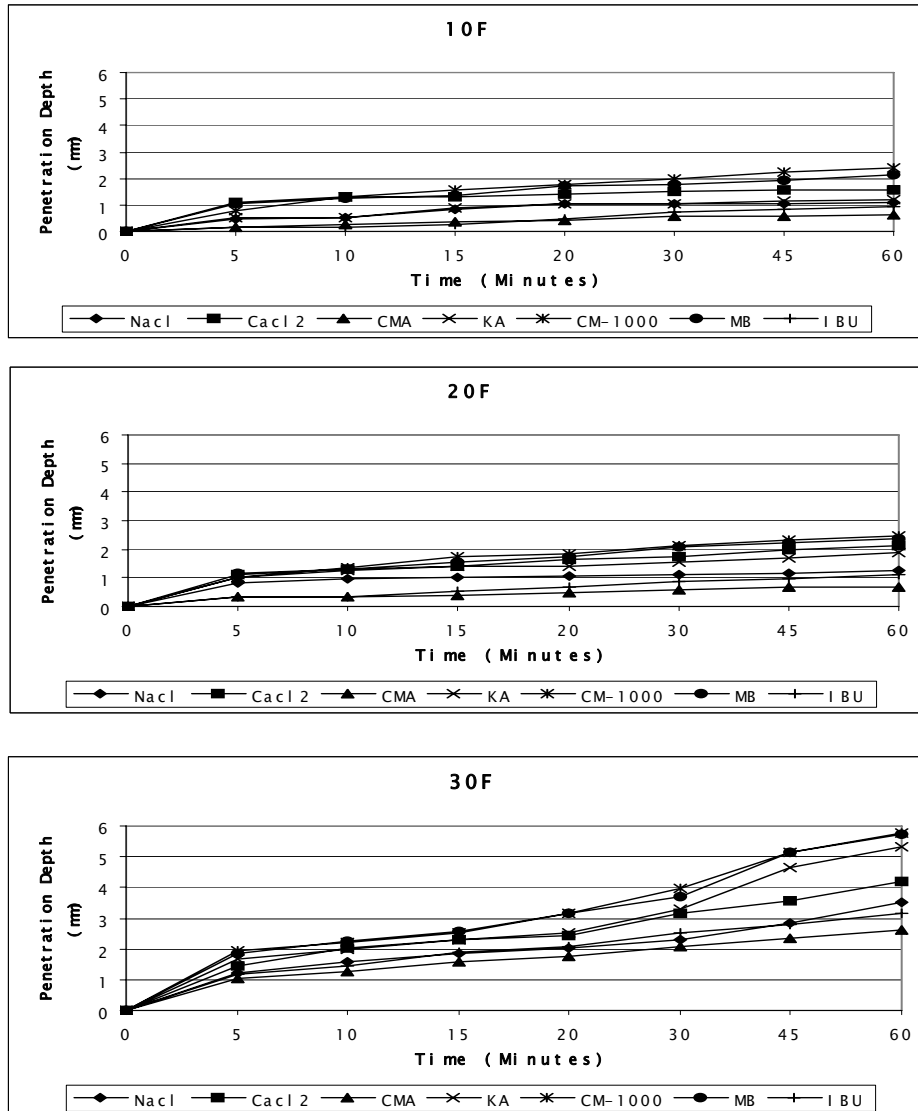 10F
Penetration Depth
(mm)
6
5
4
3
2
1
0
0 5 10 15 20 30 45 60
Time (Minutes)
Nacl Cacl2 CMA KA CM-1000 MB IBU
20F
Penetration Depth
(mm)
6
5
4
3
2
1
0
0 5 10 15 20 30 45 60
Time (Minutes)
Nacl Cacl2 CMA KA CM-1000 MB IBU
30F
Penetration Depth
(mm)
6
5
4
3
2
1
0
0 5 10 15 20 30 45 60
Time (Minutes)
Nacl Cacl2 CMA KA CM-1000 MB IBU